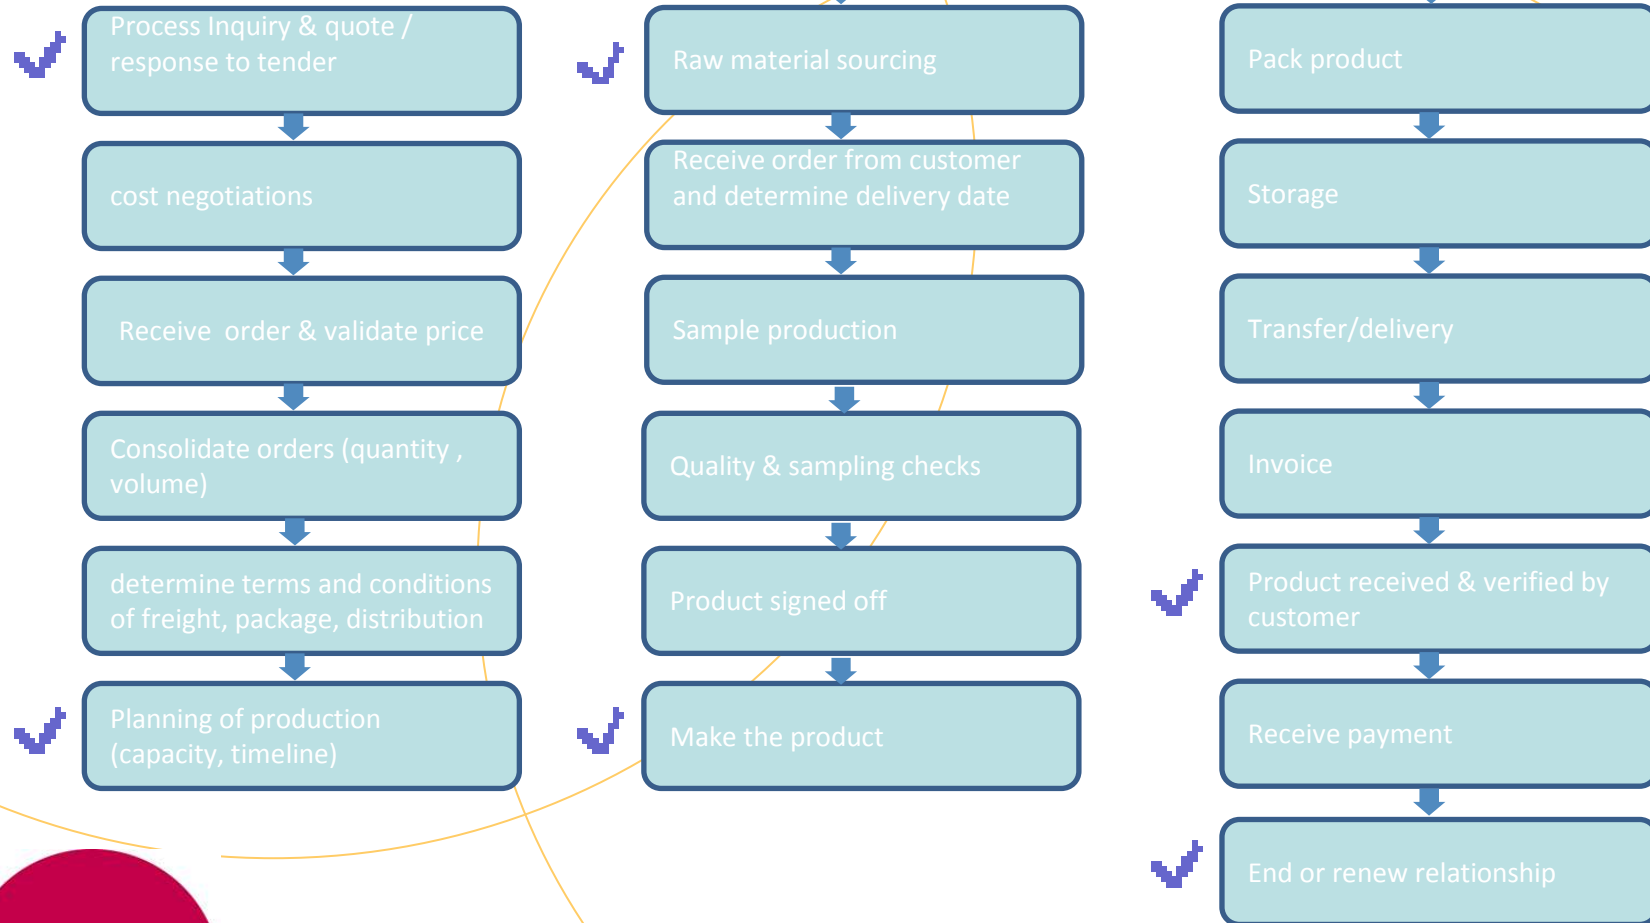 Process Inquiry & quote /
response to tender
cost negotiations
Receive order & validate price
Consolidate orders (quantity ,
volume)
determine terms and conditions
of freight, package, distribution
Planning of production
(capacity, timeline)
Raw material sourcing
Receive order from customer
and determine delivery date
Sample production
Quality & sampling checks
Product signed off
Make the product
Pack product
Storage
Transfer/delivery
Invoice
Product received & verified by
customer
Receive payment
End or renew relationship